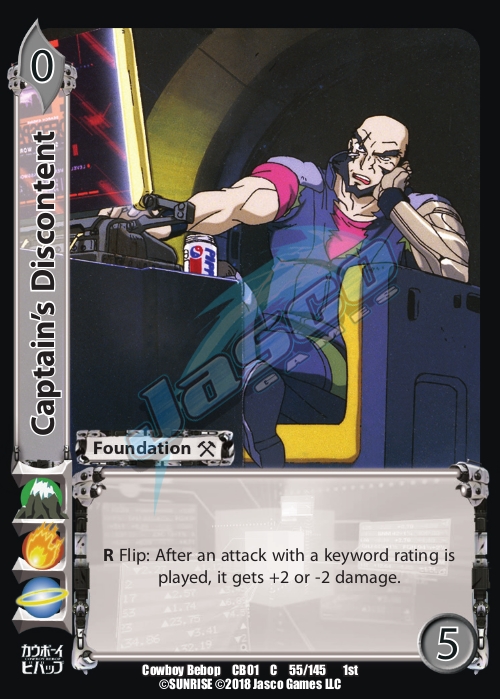 0
Captain's Discontent
Jasco
GAMES
Foundation
R Flip: After an attack with a keyword rating is
played, it gets +2 or -2 damage.
5
カウボーイ
ビバップ
Cowboy Bebop CB01 C 55/145 1st
©SUNRISE ©2018 Jasco Games LLC